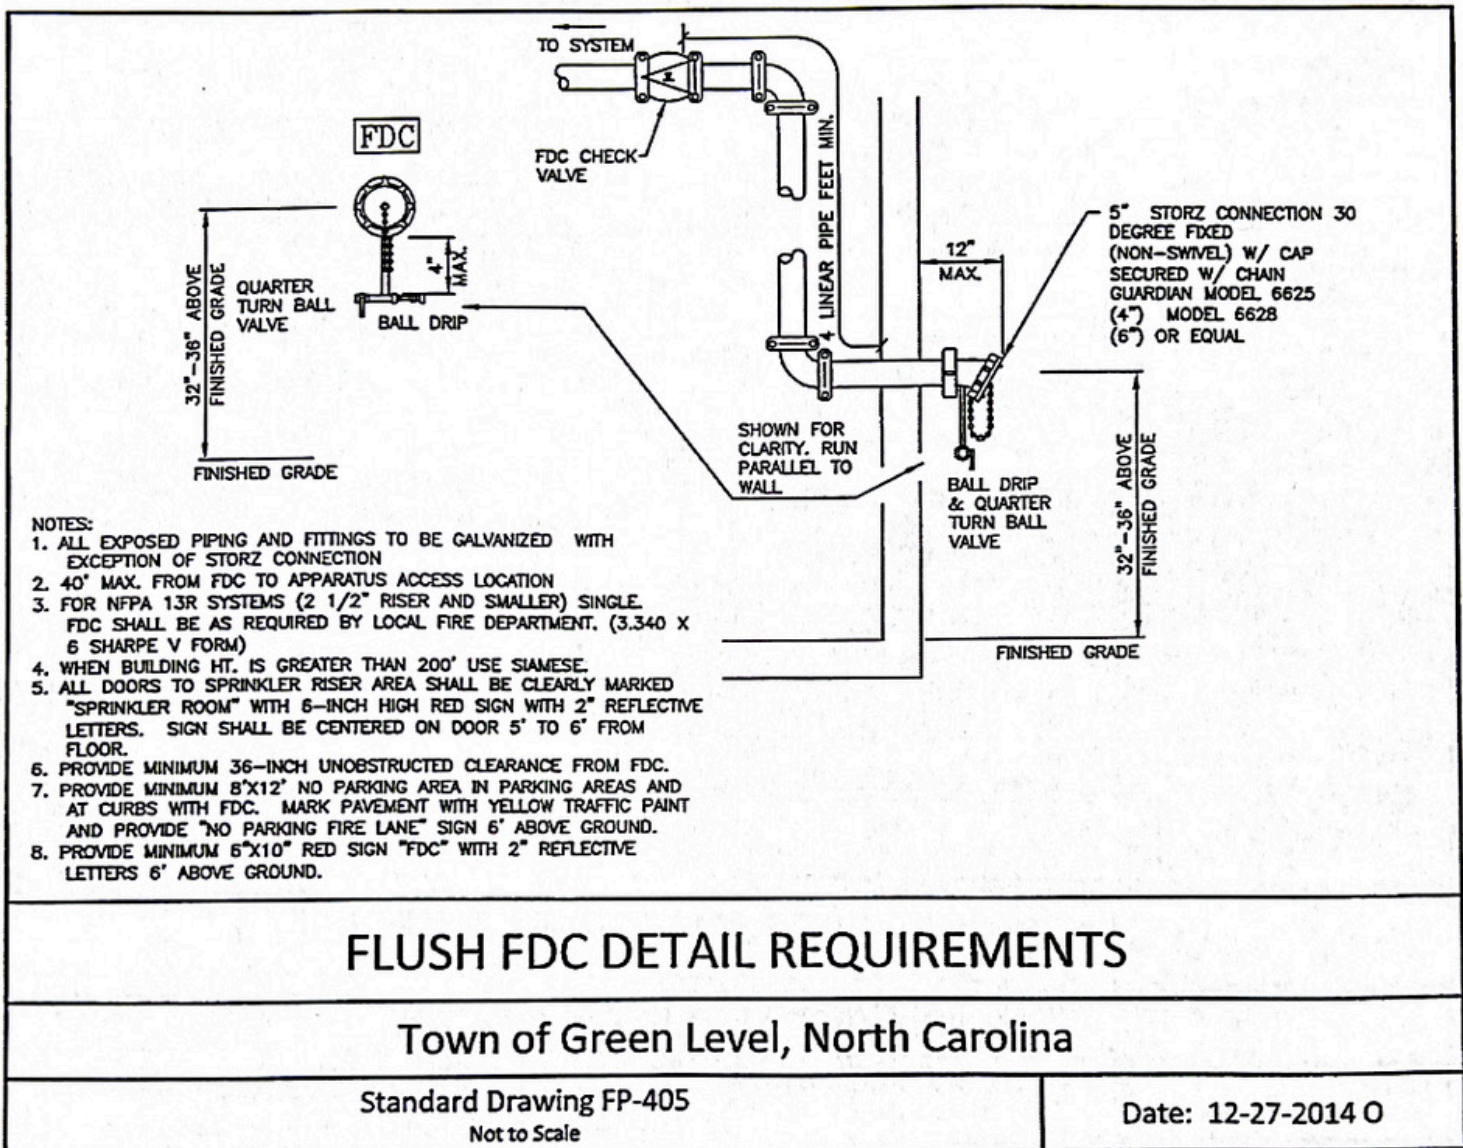 TO SYSTEM
FDC
FDC CHECK
VALVE
4 LINEAR PIPE FEET MIN.
12"
MAX.
5" STORZ CONNECTION 30
DEGREE FIXED
(NON-SWIVEL) W/ CAP
SECURED W/ CHAIN
GUARDIAN MODEL 6625
(4") MODEL 6628
(6") OR EQUAL
32"-36" ABOVE
FINISHED GRADE
QUARTER
TURN BALL
VALVE
4"
MAX.
BALL DRIP
FINISHED GRADE
SHOWN FOR
CLARITY. RUN
PARALLEL TO
WALL
BALL DRIP
& QUARTER
TURN BALL
VALVE
32"-36" ABOVE
FINISHED GRADE
FINISHED GRADE
NOTES:
1. ALL EXPOSED PIPING AND FITTINGS TO BE GALVANIZED WITH
EXCEPTION OF STORZ CONNECTION
2. 40' MAX. FROM FDC TO APPARATUS ACCESS LOCATION
3. FOR NFPA 13R SYSTEMS (2 1/2" RISER AND SMALLER) SINGLE
FDC SHALL BE AS REQUIRED BY LOCAL FIRE DEPARTMENT. (3.340 X
6 SHARPE V FORM)
4. WHEN BUILDING HT. IS GREATER THAN 200' USE SIAMESE.
5. ALL DOORS TO SPRINKLER RISER AREA SHALL BE CLEARLY MARKED
"SPRINKLER ROOM" WITH 6-INCH HIGH RED SIGN WITH 2" REFLECTIVE
LETTERS. SIGN SHALL BE CENTERED ON DOOR 5' TO 6' FROM
FLOOR.
6. PROVIDE MINIMUM 36-INCH UNOBSTRUCTED CLEARANCE FROM FDC.
7. PROVIDE MINIMUM 8'X12' NO PARKING AREA IN PARKING AREAS AND
AT CURBS WITH FDC. MARK PAVEMENT WITH YELLOW TRAFFIC PAINT
AND PROVIDE "NO PARKING FIRE LANE" SIGN 6' ABOVE GROUND.
8. PROVIDE MINIMUM 6"X10" RED SIGN "FDC" WITH 2" REFLECTIVE
LETTERS 6' ABOVE GROUND.
FLUSH FDC DETAIL REQUIREMENTS
Town of Green Level, North Carolina
Standard Drawing FP-405
Not to Scale
Date: 12-27-2014 O